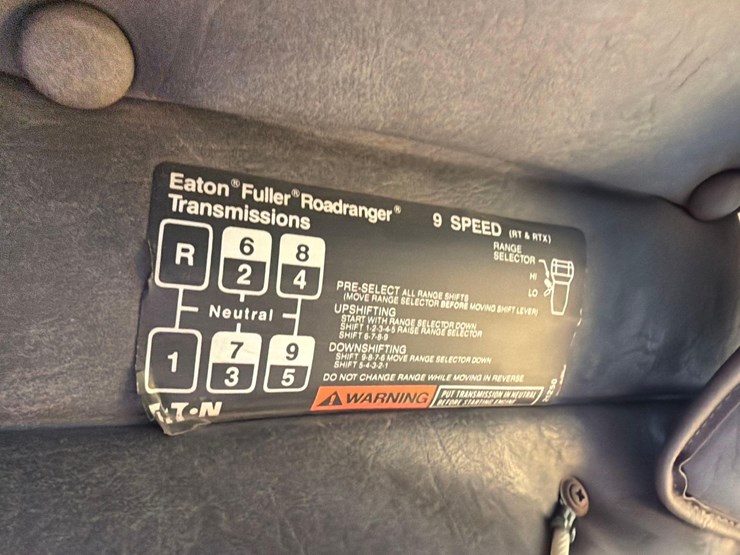 Eaton® Fuller® Roadranger®
Transmissions
9 SPEED (RT & RTX)
RANGE
SELECTOR
HI
LO
R 6 8
2 4
Neutral
1 7 9
3 5
PRE-SELECT ALL RANGE SHIFTS
(MOVE RANGE SELECTOR BEFORE MOVING SHIFT LEVER)
UPSHIFTING
START WITH RANGE SELECTOR DOWN
SHIFT 1-2-3-4-5 RAISE RANGE SELECTOR
SHIFT 6-7-8-9
DOWNSHIFTING
SHIFT 9-8-7-6 MOVE RANGE SELECTOR DOWN
SHIFT 5-4-3-2-1
DO NOT CHANGE RANGE WHILE MOVING IN REVERSE
WARNING
PUT TRANSMISSION IN NEUTRAL
BEFORE STARTING ENGINE